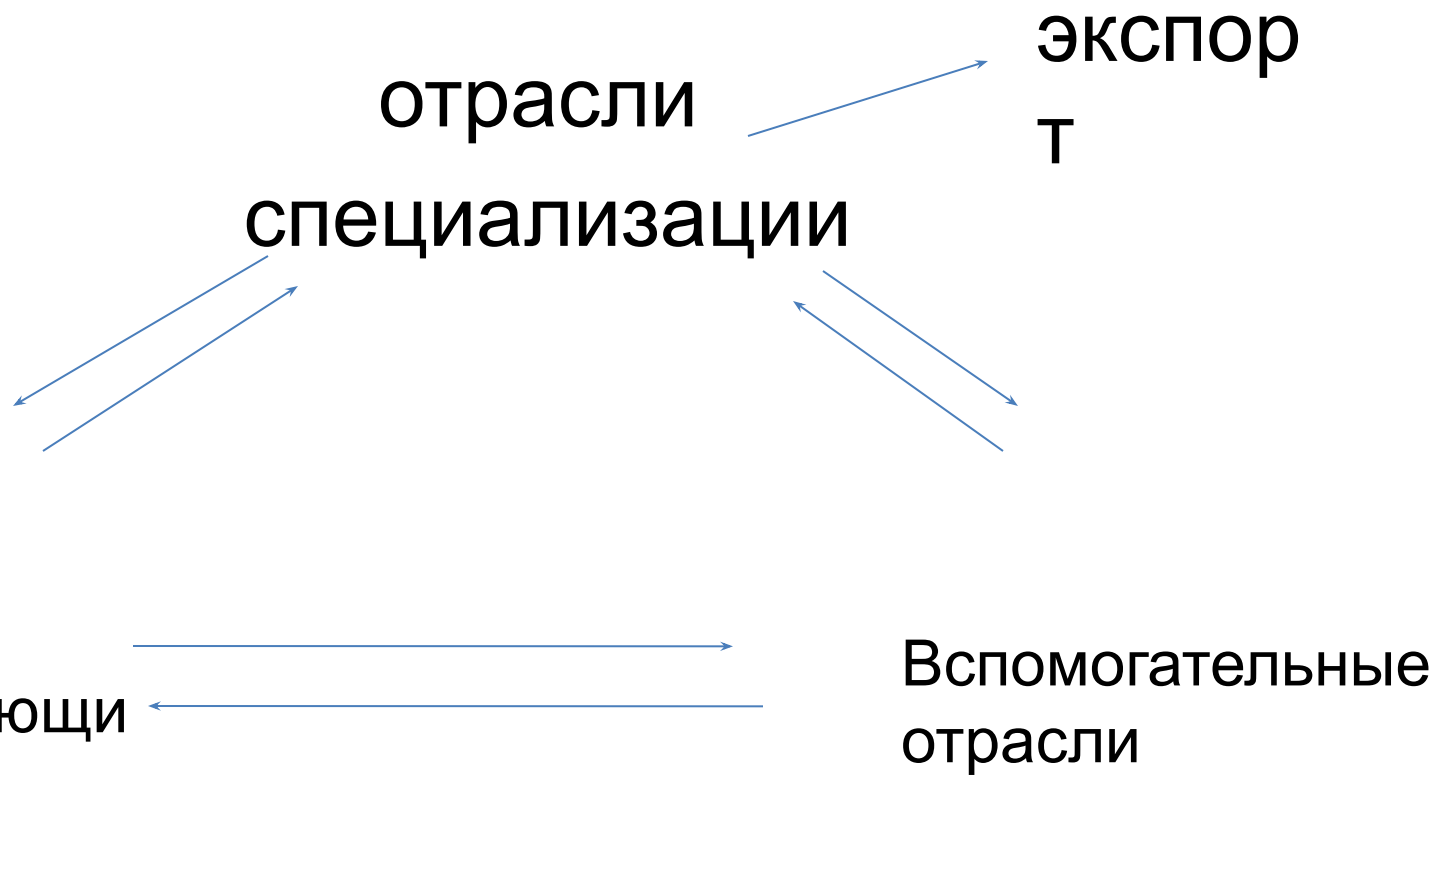 экспор
т
отрасли
специализации
Вспомогательные
отрасли
ющи